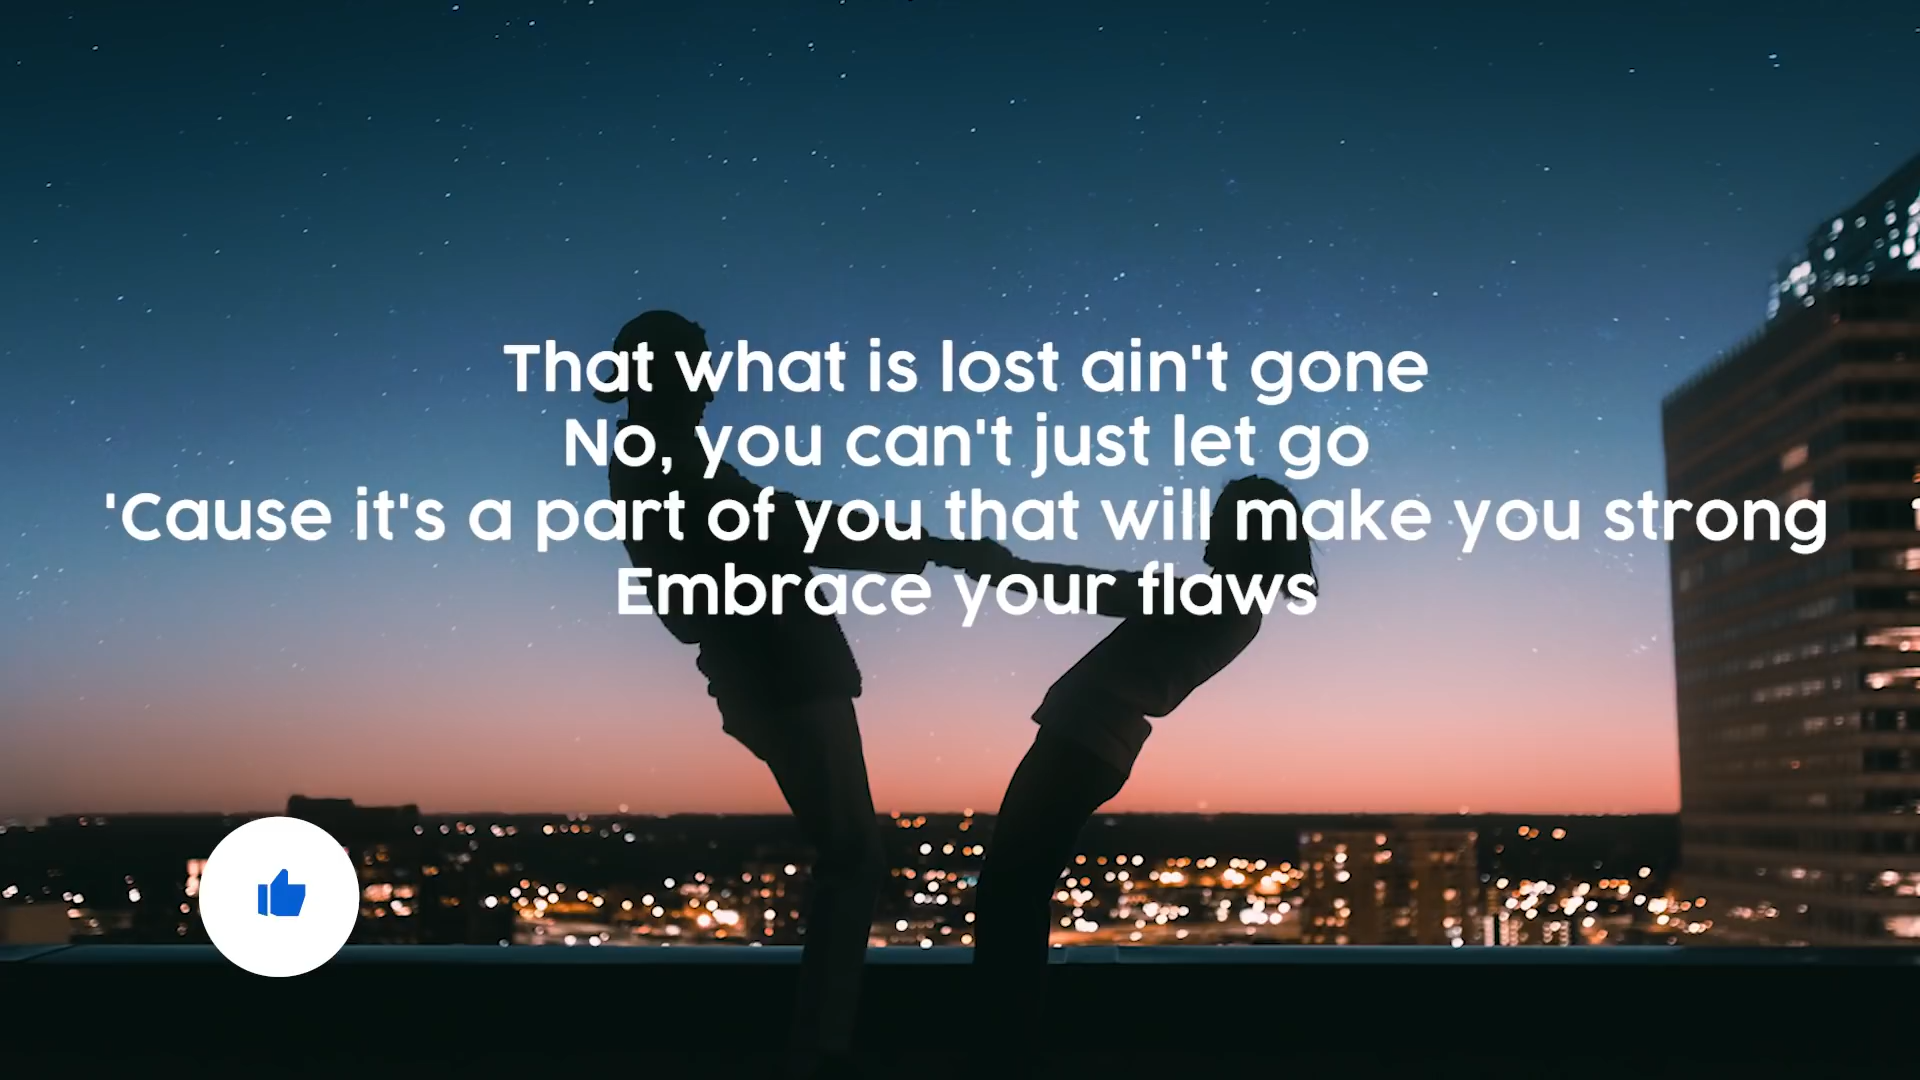 That what is lost ain't gone
No, you can't just let go
'Cause it's a part of you that will make you strong
Embrace your flaws